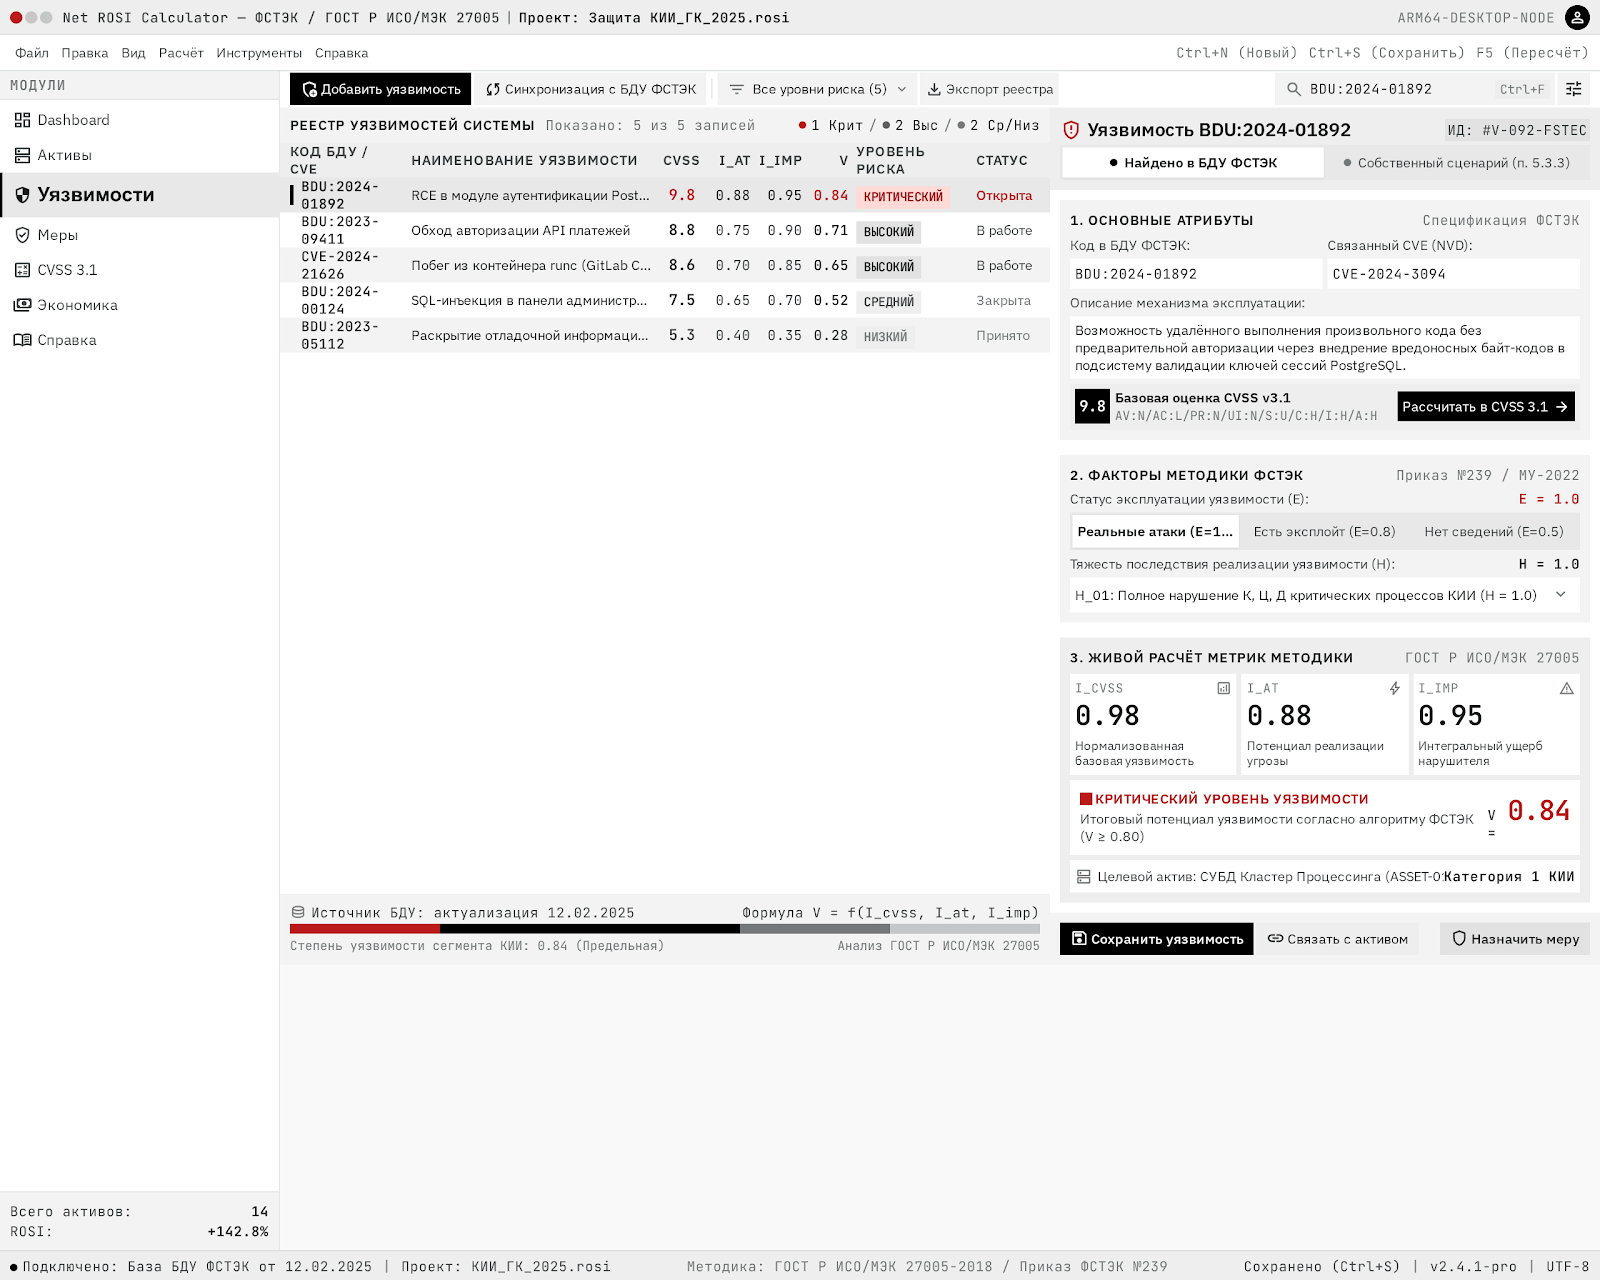 Net ROSI Calculator — ФСТЭК / ГОСТ Р ИСО/МЭК 27005 | Проект: Защита КИИ_ГК_2025.rosi
ARM64-DESKTOP-NODE
Файл Правка Вид Расчёт Инструменты Справка
Ctrl+N (Новый) Ctrl+S (Сохранить) F5 (Пересчёт)
МОДУЛИ
Dashboard
Активы
Уязвимости
Меры
CVSS 3.1
Экономика
Справка
Всего активов: 14
ROSI: +142.8%
Добавить уязвимость
Синхронизация с БДУ ФСТЭК
Все уровни риска (5)
Экспорт реестра
BDU:2024-01892 Ctrl+F
РЕЕСТР УЯЗВИМОСТЕЙ СИСТЕМЫ Показано: 5 из 5 записей
1 Крит / 2 Выс / 2 Ср/Низ
КОД БДУ / CVE НАИМЕНОВАНИЕ УЯЗВИМОСТИ CVSS I_AT I_IMP V УРОВЕНЬ РИСКА СТАТУС
BDU:2024-01892 RCE в модуле аутентификации Post... 9.8 0.88 0.95 0.84 КРИТИЧЕСКИЙ Открыта
BDU:2023-09411 Обход авторизации API платежей 8.8 0.75 0.90 0.71 ВЫСОКИЙ В работе
CVE-2024-21626 Побег из контейнера runc (GitLab C... 8.6 0.70 0.85 0.65 ВЫСОКИЙ В работе
BDU:2024-00124 SQL-инъекция в панели администр... 7.5 0.65 0.70 0.52 СРЕДНИЙ Закрыта
BDU:2023-05112 Раскрытие отладочной информаци... 5.3 0.40 0.35 0.28 НИЗКИЙ Принято
Источник БДУ: актуализация 12.02.2025
Формула V = f(I_cvss, I_at, I_imp)
Степень уязвимости сегмента КИИ: 0.84 (Предельная)
Анализ ГОСТ Р ИСО/МЭК 27005
Уязвимость BDU:2024-01892
ИД: #V-092-FSTEC
Найдено в БДУ ФСТЭК
Собственный сценарий (п. 5.3.3)
1. ОСНОВНЫЕ АТРИБУТЫ
Спецификация ФСТЭК
Код в БДУ ФСТЭК: Связанный CVE (NVD):
BDU:2024-01892 CVE-2024-3094
Описание механизма эксплуатации:
Возможность удалённого выполнения произвольного кода без
предварительной авторизации через внедрение вредоносных байт-кодов в
подсистему валидации ключей сессий PostgreSQL.
9.8
Базовая оценка CVSS v3.1
AV:N/AC:L/PR:N/UI:N/S:U/C:H/I:H/A:H
Рассчитать в CVSS 3.1 →
2. ФАКТОРЫ МЕТОДИКИ ФСТЭК
Приказ №239 / МУ-2022
Статус эксплуатации уязвимости (E): E = 1.0
Реальные атаки (E=1... Есть эксплойт (E=0.8) Нет сведений (E=0.5)
Тяжесть последствия реализации уязвимости (H): H = 1.0
H_01: Полное нарушение К, Ц, Д критических процессов КИИ (H = 1.0)
3. ЖИВОЙ РАСЧЁТ МЕТРИК МЕТОДИКИ
ГОСТ Р ИСО/МЭК 27005
I_CVSS
0.98
Нормализованная
базовая уязвимость
I_AT
0.88
Потенциал реализации
угрозы
I_IMP
0.95
Интегральный ущерб
нарушителя
КРИТИЧЕСКИЙ УРОВЕНЬ УЯЗВИМОСТИ
Итоговый потенциал уязвимости согласно алгоритму ФСТЭК
(V ≥ 0.80)
V = 0.84
Целевой актив: СУБД Кластер Процессинга (ASSET-0
Категория 1 КИИ
Сохранить уязвимость
Связать с активом
Назначить меру
Подключено: База БДУ ФСТЭК от 12.02.2025 | Проект: КИИ_ГК_2025.rosi
Методика: ГОСТ Р ИСО/МЭК 27005-2018 / Приказ ФСТЭК №239
Сохранено (Ctrl+S) | v2.4.1-pro | UTF-8